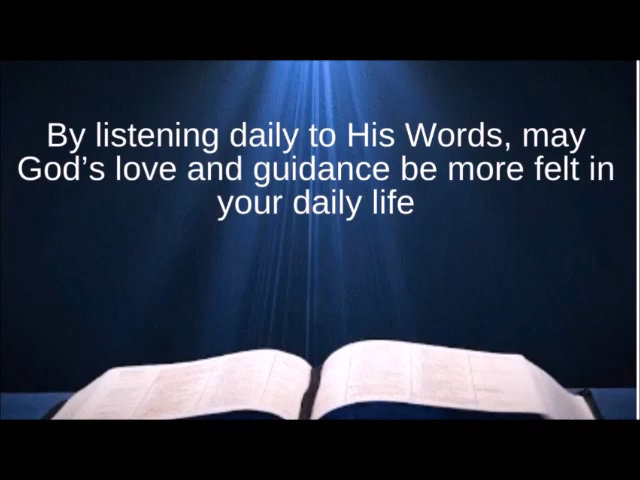 By listening daily to His Words, may
God’s love and guidance be more felt in
your daily life